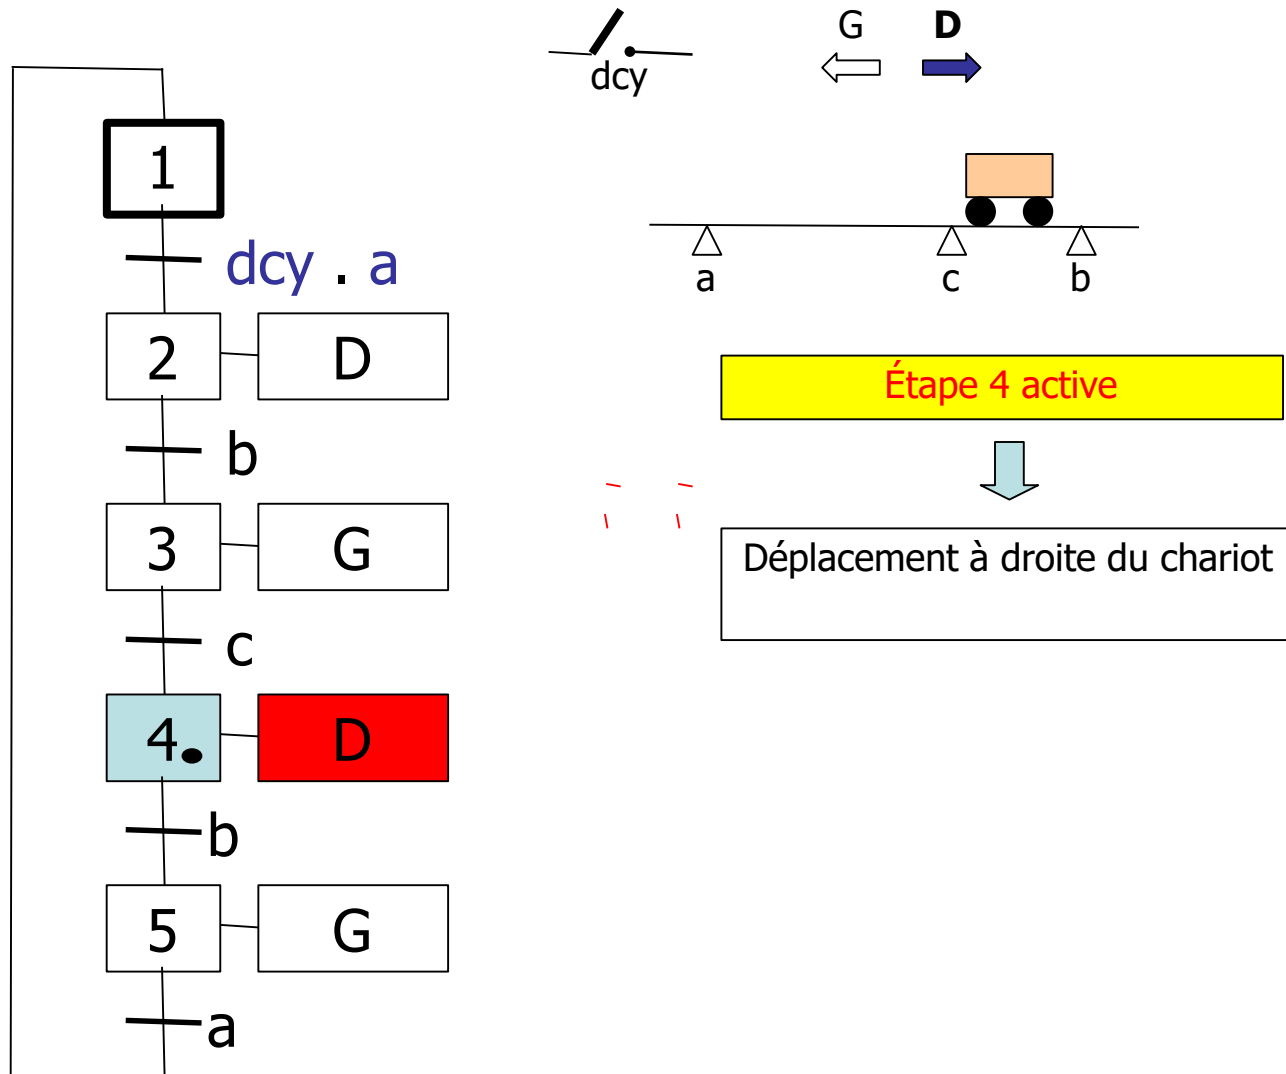 1
dcy . a
2
D
b
3
G
c
4.
D
b
5
G
a
dcy
G
D
a
c
b
Étape 4 active
Déplacement à droite du chariot